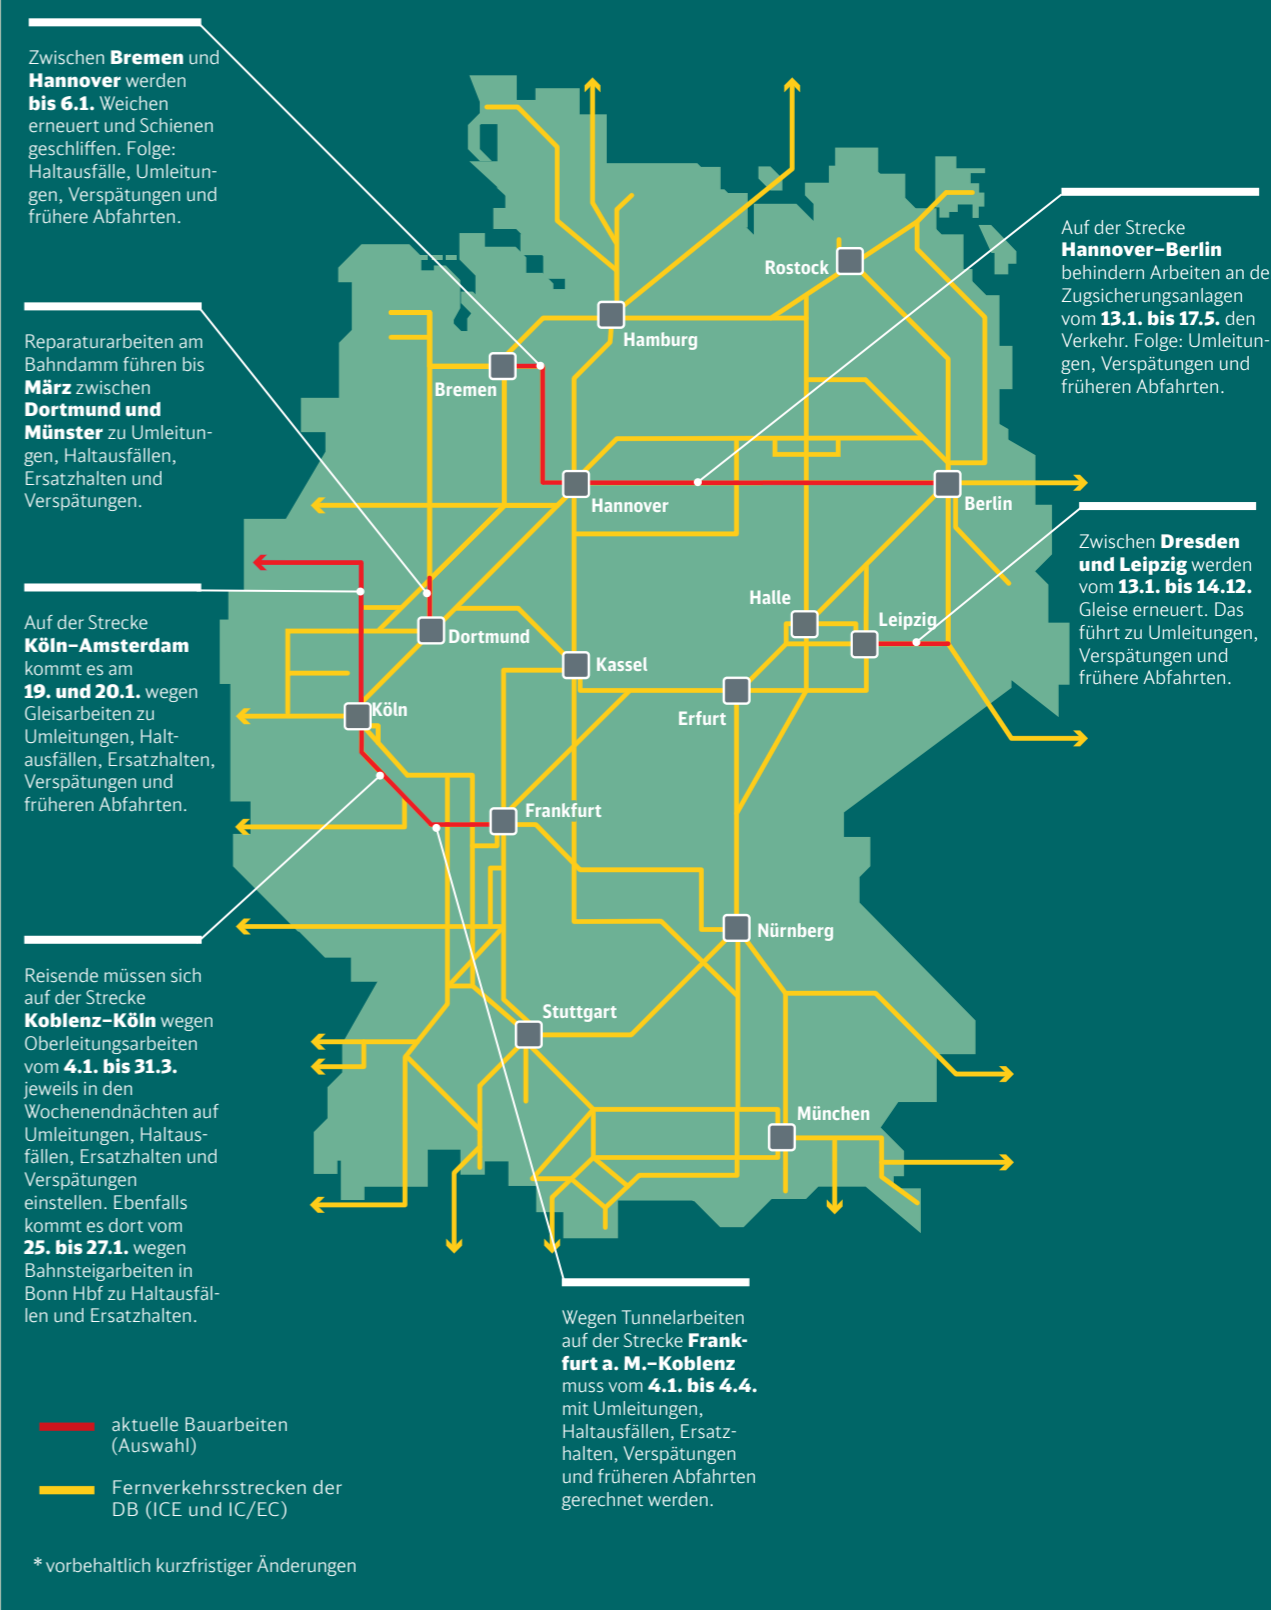 Zwischen Bremen und
Hannover werden
bis 6.1. Weichen
erneuert und Schienen
geschliffen. Folge:
Haltausfälle, Umleitun-
gen, Verspätungen und
frühere Abfahrten.
Reparaturarbeiten am
Bahndamm führen bis
März zwischen
Dortmund und
Münster zu Umleitun-
gen, Haltausfällen,
Ersatzhalten und
Verspätungen.
Auf der Strecke
Köln–Amsterdam
kommt es am
19. und 20.1. wegen
Gleisarbeiten zu
Umleitungen, Halt-
ausfällen, Ersatzhalten,
Verspätungen und
früheren Abfahrten.
Reisende müssen sich
auf der Strecke
Koblenz–Köln wegen
Oberleitungsarbeiten
vom 4.1. bis 31.3.
jeweils in den
Wochenendnächten auf
Umleitungen, Haltaus-
fällen, Ersatzhalten und
Verspätungen
einstellen. Ebenfalls
kommt es dort vom
25. bis 27.1. wegen
Bahnsteigarbeiten in
Bonn Hbf zu Haltausfäl-
len und Ersatzhalten.
Auf der Strecke
Hannover–Berlin
behindern Arbeiten an de
Zugsicherungsanlagen
vom 13.1. bis 17.5. den
Verkehr. Folge: Umleitun-
gen, Verspätungen und
früheren Abfahrten.
Zwischen Dresden
und Leipzig werden
vom 13.1. bis 14.12.
Gleise erneuert. Das
führt zu Umleitungen,
Verspätungen und
frühere Abfahrten.
Rostock
Hamburg
Bremen
Hannover
Berlin
Halle
Leipzig
Dortmund
Kassel
Köln
Erfurt
Frankfurt
Nürnberg
Stuttgart
München
Wegen Tunnelarbeiten
auf der Strecke Frank-
furt a. M.–Koblenz
muss vom 4.1. bis 4.4.
mit Umleitungen,
Haltausfällen, Ersatz-
halten, Verspätungen
und früheren Abfahrten
gerechnet werden.
aktuelle Bauarbeiten
(Auswahl)
Fernverkehrsstrecken der
DB (ICE und IC/EC)
* vorbehaltlich kurzfristiger Änderungen